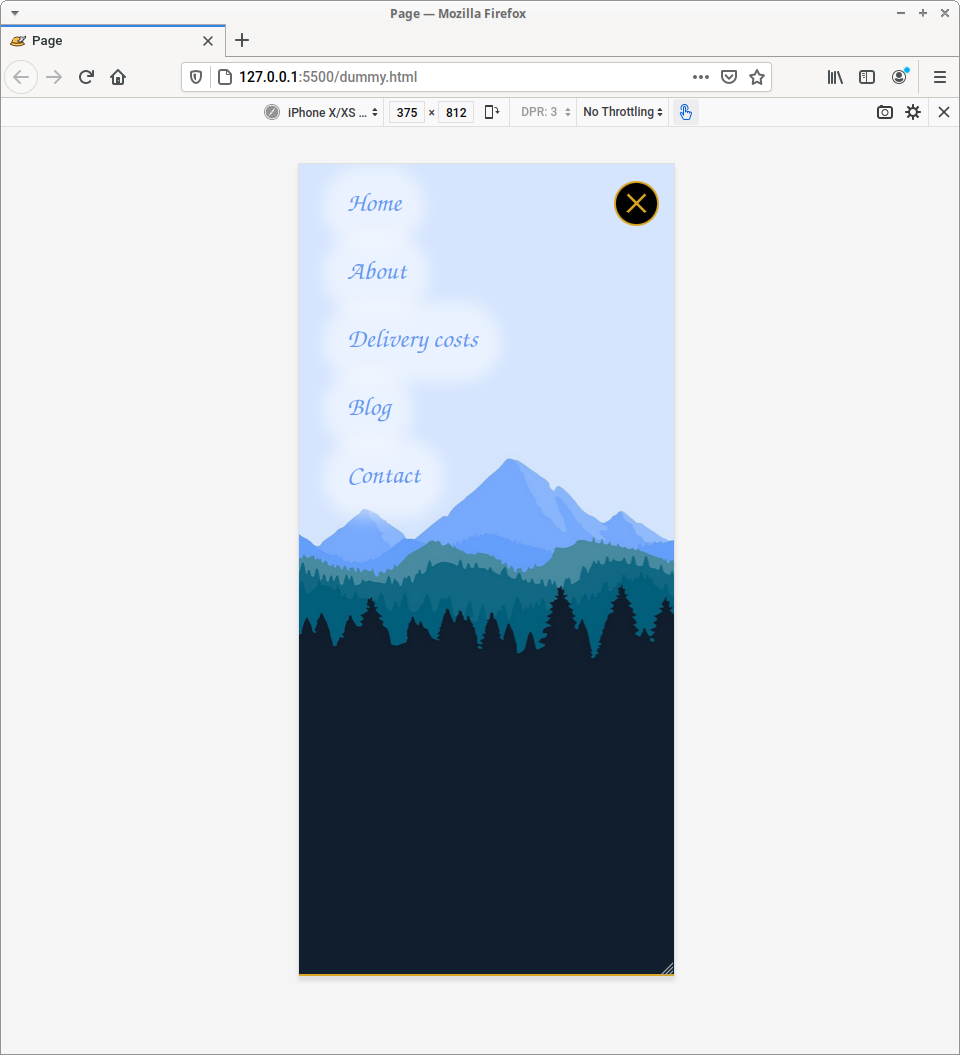 Page — Mozilla Firefox
Page
127.0.0.1:5500/dummy.html
iPhone X/XS ... 375 × 812 DPR: 3 No Throttling
Home
About
Delivery costs
Blog
Contact